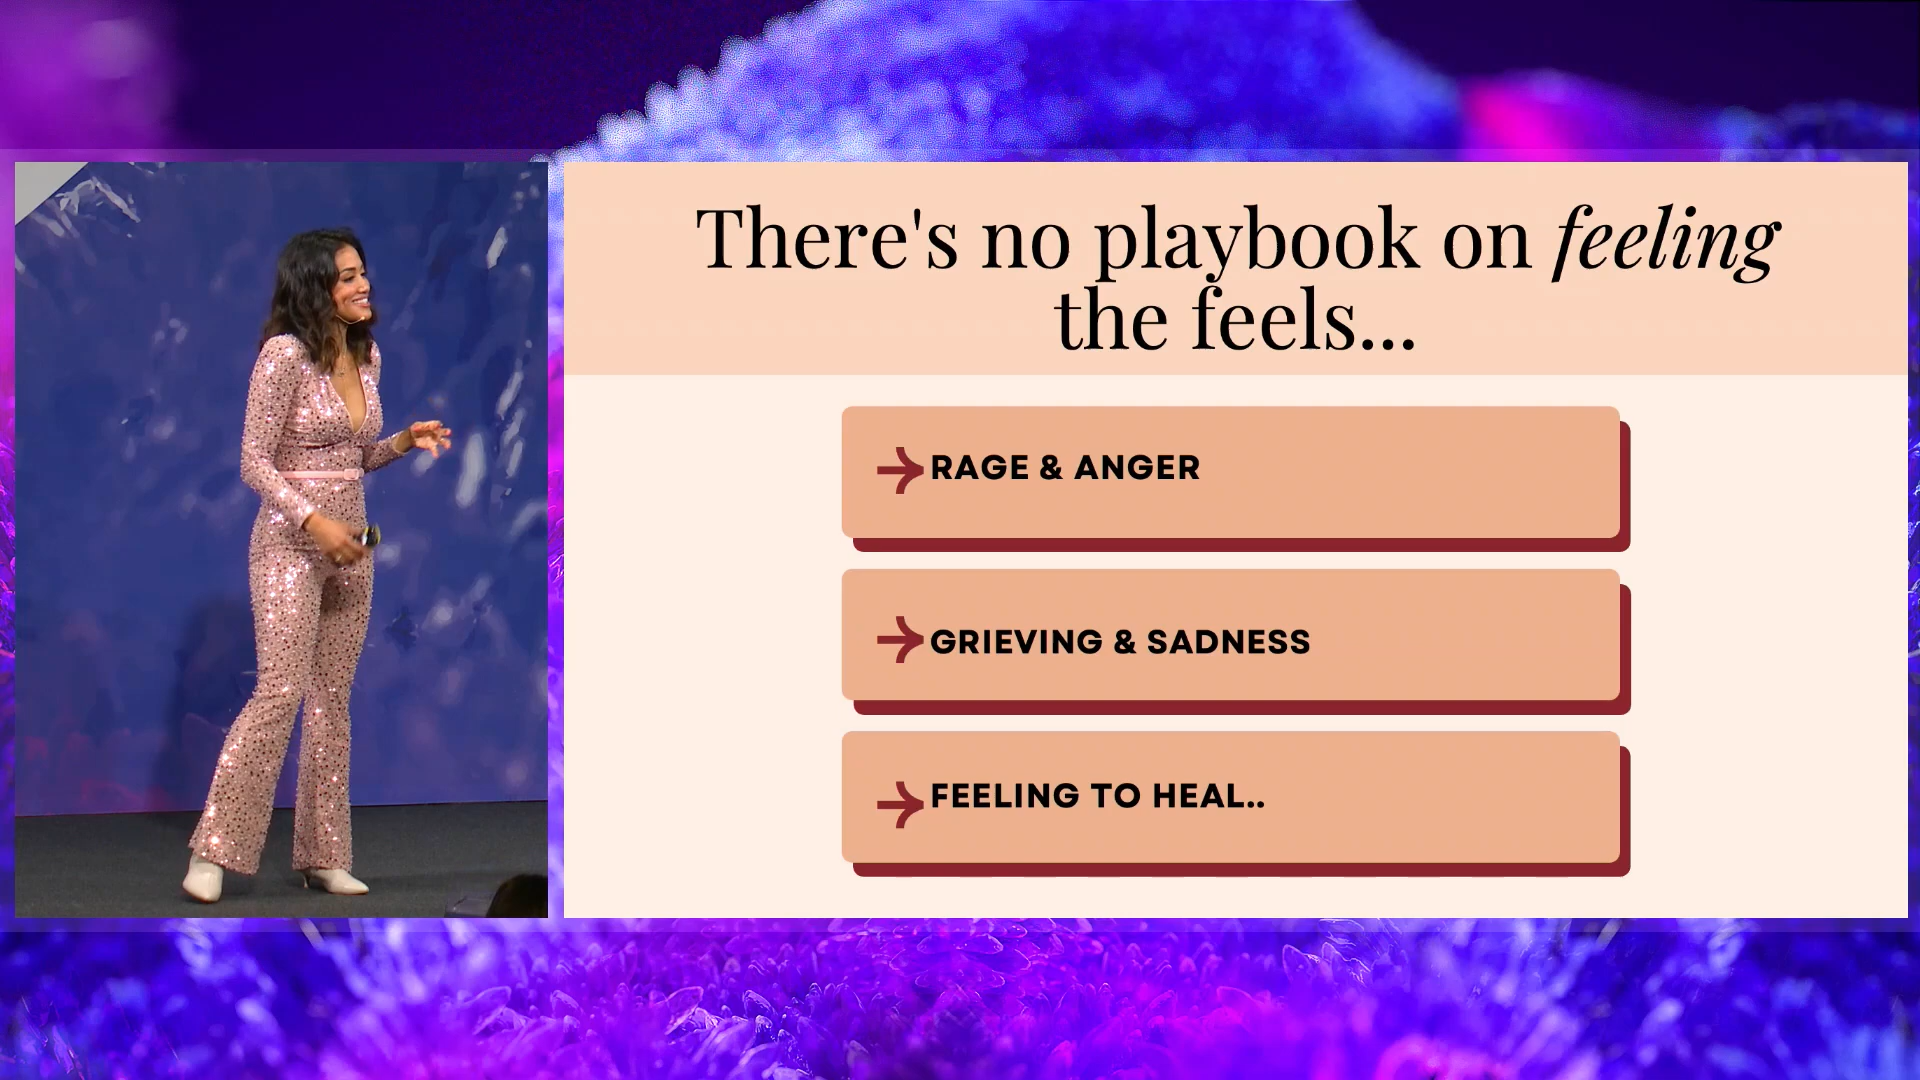 There's no playbook on feeling
the feels...
RAGE & ANGER
GRIEVING & SADNESS
FEELING TO HEAL..